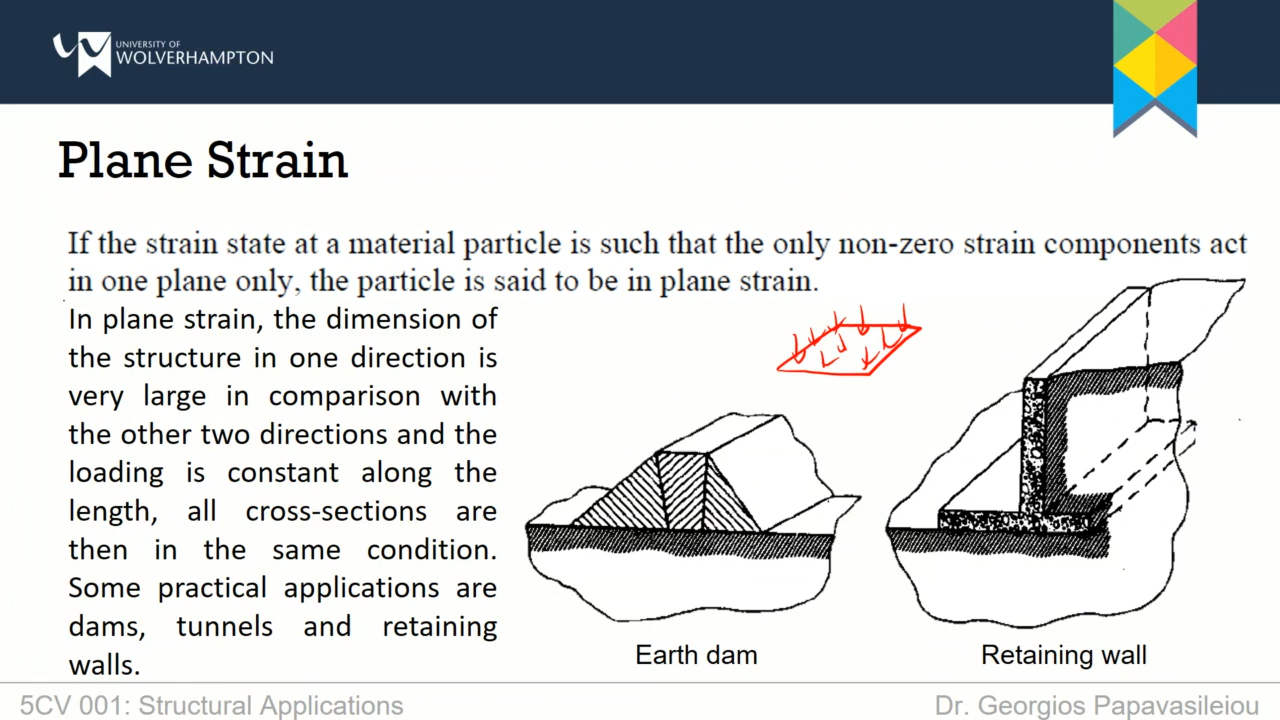 UNIVERSITY OF
WOLVERHAMPTON
Plane Strain
If the strain state at a material particle is such that the only non-zero strain components act
in one plane only, the particle is said to be in plane strain.
In plane strain, the dimension of
the structure in one direction is
very large in comparison with
the other two directions and the
loading is constant along the
length, all cross-sections are
then in the same condition.
Some practical applications are
dams, tunnels and retaining
walls.
Earth dam
Retaining wall
5CV 001: Structural Applications
Dr. Georgios Papavasileiou